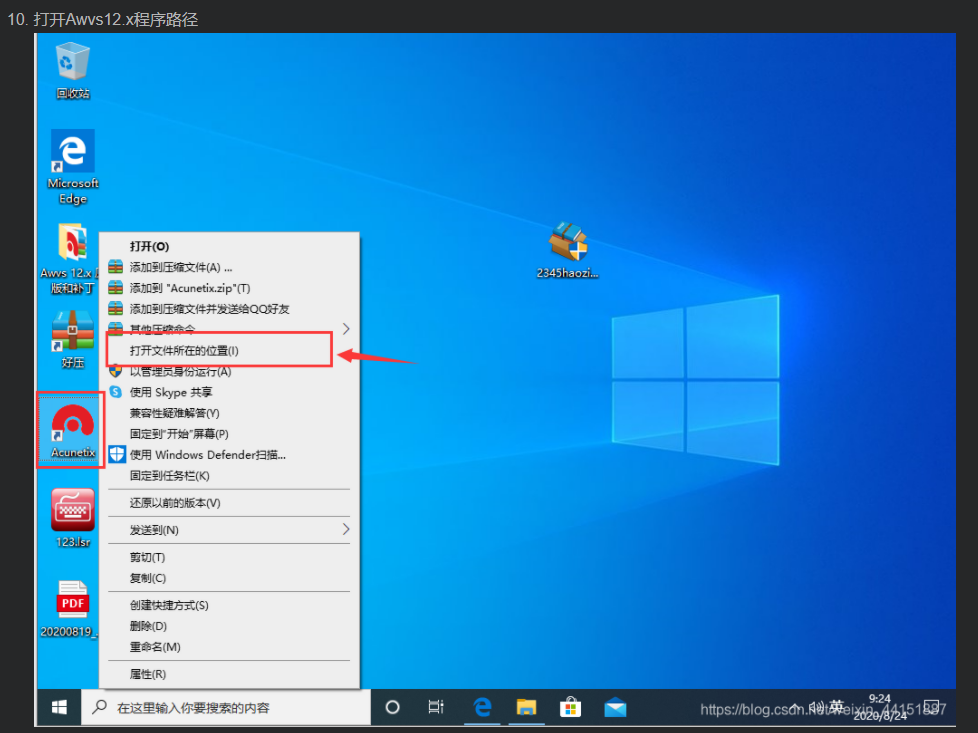 10. 打开Awvs12.x程序路径
回收站
Microsoft
Edge
Awvs 12.x
版和补丁
好压
Acunetix
123.lsr
20200819_
PDF
2345haozi...
打开(O)
添加到压缩文件(A) ...
添加到 "Acunetix.zip"(T)
添加到压缩文件并发送给QQ好友
其他压缩命令
打开文件所在的位置(I)
以管理员身份运行(A)
使用 Skype 共享
兼容性疑难解答(Y)
固定到"开始"屏幕(P)
使用 Windows Defender扫描...
固定到任务栏(K)
还原以前的版本(V)
发送到(N)
剪切(T)
复制(C)
创建快捷方式(S)
删除(D)
重命名(M)
属性(R)
在这里输入你要搜索的内容
英
9:24
2020/8/24
https://blog.csdn.net/weixin_44151887